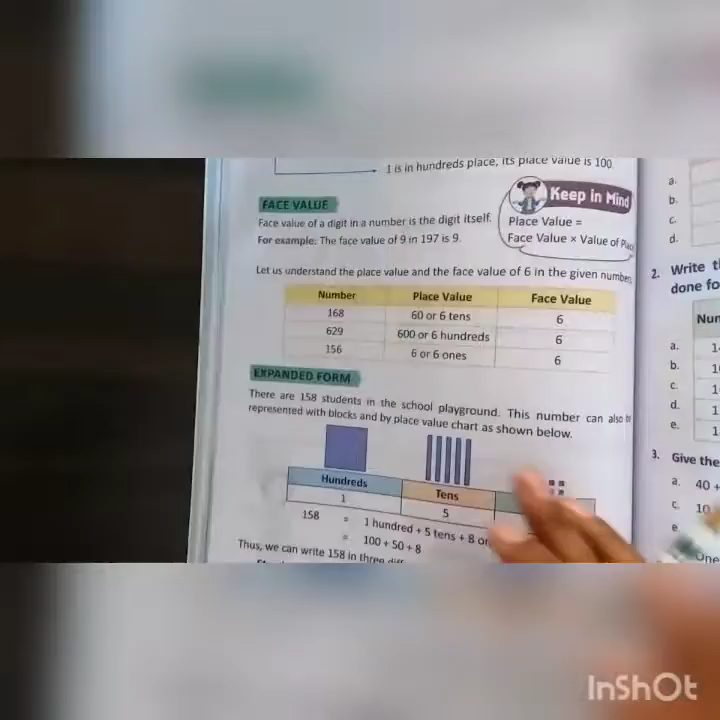 1 is in hundreds place, its place value is 100
FACE VALUE
Face value of a digit in a number is the digit itself.
For example: The face value of 9 in 197 is 9.
Keep in Mind
Place Value =
Face Value × Value of
Let us understand the place value and the face value of 6 in the given
Number Place Value Face Value
168 60 or 6 tens 6
629 600 or 6 hundreds 6
156 6 or 6 ones 6
EXPANDED FORM
There are 158 students in the school playground. This number can also
represented with blocks and by place value chart as shown below.
Hundreds Tens
1 5
158 = 1 hundred + 5 tens + 8
= 100 + 50 + 8
Thus, we can write 158 in three
a.
b.
c.
d.
2. Write
done
a.
b.
c.
d.
e.
3. Give the
a. 40 +
c. 10
e.
InShOt